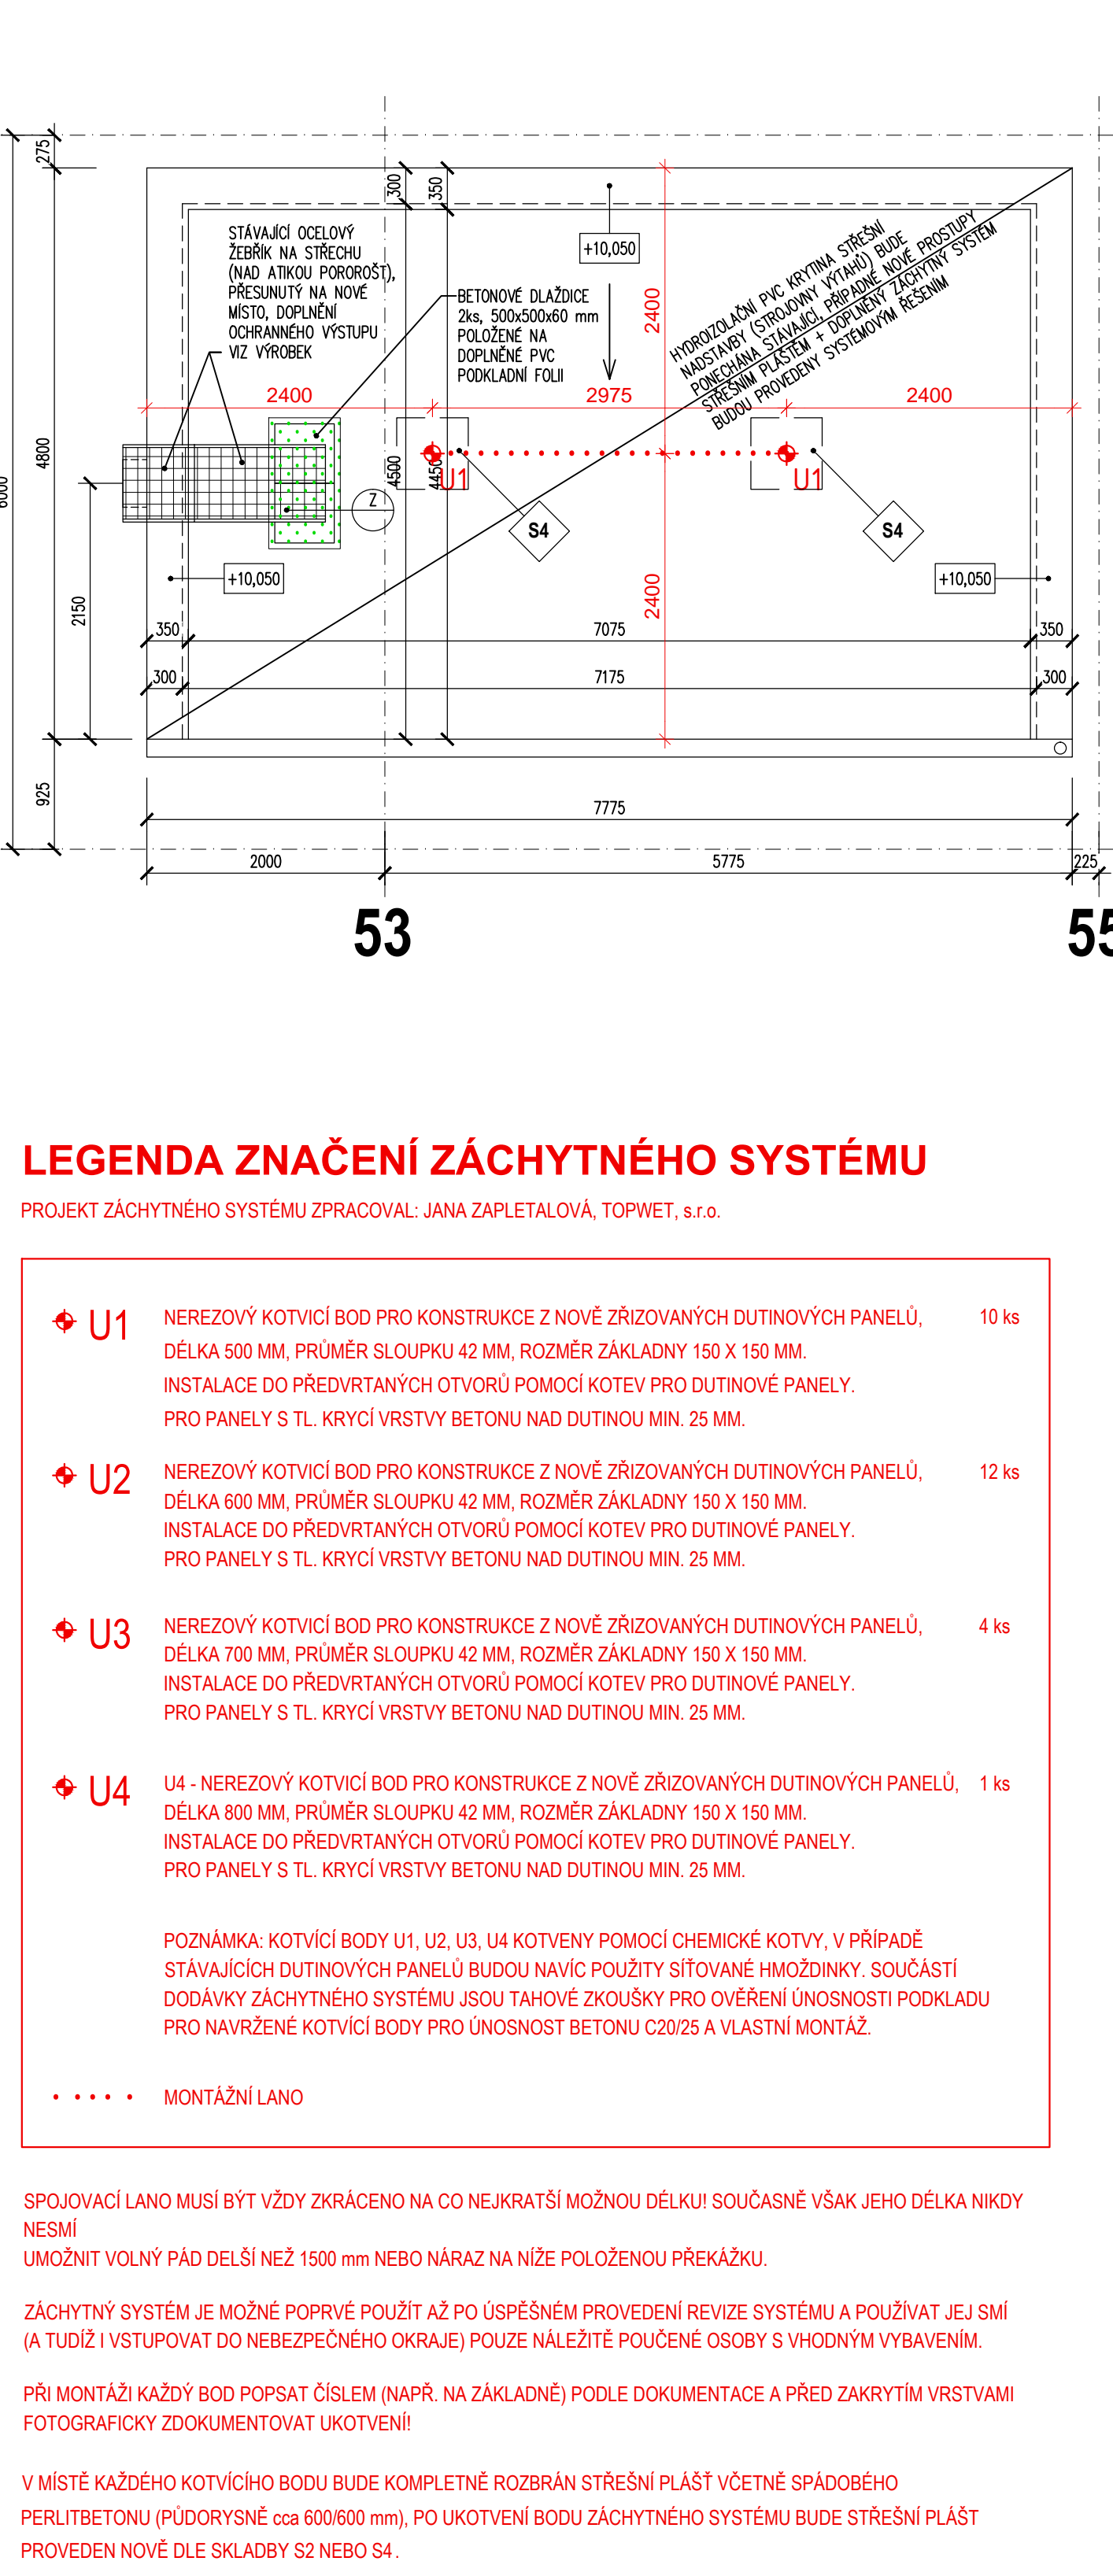 275
300
350
+10,050
STÁVAJÍCÍ OCELOVÝ
ŽEBŘÍK NA STŘECHU
(NAD ATIKOU POROROŠT),
PŘESUNUTÝ NA NOVÉ
MÍSTO, DOPLNĚNÍ
OCHRANNÉHO VÝSTUPU
VIZ VÝROBEK
BETONOVÉ DLAŽDICE
2ks, 500x500x60 mm
POLOŽENÉ NA
DOPLNĚNÉ PVC
PODKLADNÍ FOLII
2400
HYDROIZOLAČNÍ PVC KRYTINA STŘEŠNÍ
NADSTAVBY (STROJOVNY VÝTAHŮ) BUDE
PONECHÁNA STÁVAJÍCÍ, PŘÍPADNÉ NOVÉ PROSTUPY
STŘEŠNÍM PLÁŠTĚM + DOPLNĚNÝ ZÁCHYTNÝ SYSTÉM
BUDOU PROVEDENY SYSTÉMOVÝM ŘEŠENÍM
2400
2975
2400
4800
6000
4500
4450
U1
U1
Z
S4
S4
+10,050
+10,050
2400
2150
350
7075
350
300
7175
300
925
7775
2000
5775
225
53
55
LEGENDA ZNAČENÍ ZÁCHYTNÉHO SYSTÉMU
PROJEKT ZÁCHYTNÉHO SYSTÉMU ZPRACOVAL: JANA ZAPLETALOVÁ, TOPWET, s.r.o.
U1 NEREZOVÝ KOTVICÍ BOD PRO KONSTRUKCE Z NOVĚ ZŘIZOVANÝCH DUTINOVÝCH PANELŮ, 10 ks
DÉLKA 500 MM, PRŮMĚR SLOUPKU 42 MM, ROZMĚR ZÁKLADNY 150 X 150 MM.
INSTALACE DO PŘEDVRTANÝCH OTVORŮ POMOCÍ KOTEV PRO DUTINOVÉ PANELY.
PRO PANELY S TL. KRYCÍ VRSTVY BETONU NAD DUTINOU MIN. 25 MM.
U2 NEREZOVÝ KOTVICÍ BOD PRO KONSTRUKCE Z NOVĚ ZŘIZOVANÝCH DUTINOVÝCH PANELŮ, 12 ks
DÉLKA 600 MM, PRŮMĚR SLOUPKU 42 MM, ROZMĚR ZÁKLADNY 150 X 150 MM.
INSTALACE DO PŘEDVRTANÝCH OTVORŮ POMOCÍ KOTEV PRO DUTINOVÉ PANELY.
PRO PANELY S TL. KRYCÍ VRSTVY BETONU NAD DUTINOU MIN. 25 MM.
U3 NEREZOVÝ KOTVICÍ BOD PRO KONSTRUKCE Z NOVĚ ZŘIZOVANÝCH DUTINOVÝCH PANELŮ, 4 ks
DÉLKA 700 MM, PRŮMĚR SLOUPKU 42 MM, ROZMĚR ZÁKLADNY 150 X 150 MM.
INSTALACE DO PŘEDVRTANÝCH OTVORŮ POMOCÍ KOTEV PRO DUTINOVÉ PANELY.
PRO PANELY S TL. KRYCÍ VRSTVY BETONU NAD DUTINOU MIN. 25 MM.
U4 U4 - NEREZOVÝ KOTVICÍ BOD PRO KONSTRUKCE Z NOVĚ ZŘIZOVANÝCH DUTINOVÝCH PANELŮ, 1 ks
DÉLKA 800 MM, PRŮMĚR SLOUPKU 42 MM, ROZMĚR ZÁKLADNY 150 X 150 MM.
INSTALACE DO PŘEDVRTANÝCH OTVORŮ POMOCÍ KOTEV PRO DUTINOVÉ PANELY.
PRO PANELY S TL. KRYCÍ VRSTVY BETONU NAD DUTINOU MIN. 25 MM.
POZNÁMKA: KOTVÍCÍ BODY U1, U2, U3, U4 KOTVENY POMOCÍ CHEMICKÉ KOTVY, V PŘÍPADĚ
STÁVAJÍCÍCH DUTINOVÝCH PANELŮ BUDOU NAVÍC POUŽITY SÍŤOVANÉ HMOŽDINKY. SOUČÁSTÍ
DODÁVKY ZÁCHYTNÉHO SYSTÉMU JSOU TAHOVÉ ZKOUŠKY PRO OVĚŘENÍ ÚNOSNOSTI PODKLADU
PRO NAVRŽENÉ KOTVÍCÍ BODY PRO ÚNOSNOST BETONU C20/25 A VLASTNÍ MONTÁŽ.
MONTÁŽNÍ LANO
SPOJOVACÍ LANO MUSÍ BÝT VŽDY ZKRÁCENO NA CO NEJKRATŠÍ MOŽNOU DÉLKU! SOUČASNĚ VŠAK JEHO DÉLKA NIKDY
NESMÍ
UMOŽNIT VOLNÝ PÁD DELŠÍ NEŽ 1500 mm NEBO NÁRAZ NA NÍŽE POLOŽENOU PŘEKÁŽKU.
ZÁCHYTNÝ SYSTÉM JE MOŽNÉ POPRVÉ POUŽÍT AŽ PO ÚSPĚŠNÉM PROVEDENÍ REVIZE SYSTÉMU A POUŽÍVAT JEJ SMÍ
(A TUDÍŽ I VSTUPOVAT DO NEBEZPEČNÉHO OKRAJE) POUZE NÁLEŽITĚ POUČENÉ OSOBY S VHODNÝM VYBAVENÍM.
PŘI MONTÁŽI KAŽDÝ BOD POPSAT ČÍSLEM (NAPŘ. NA ZÁKLADNĚ) PODLE DOKUMENTACE A PŘED ZAKRYTÍM VRSTVAMI
FOTOGRAFICKY ZDOKUMENTOVAT UKOTVENÍ!
V MÍSTĚ KAŽDÉHO KOTVÍCÍHO BODU BUDE KOMPLETNĚ ROZBRÁN STŘEŠNÍ PLÁŠŤ VČETNĚ SPÁDOBÉHO
PERLITBETONU (PŮDORYSNĚ cca 600/600 mm), PO UKOTVENÍ BODU ZÁCHYTNÉHO SYSTÉMU BUDE STŘEŠNÍ PLÁŠT
PROVEDEN NOVĚ DLE SKLADBY S2 NEBO S4.